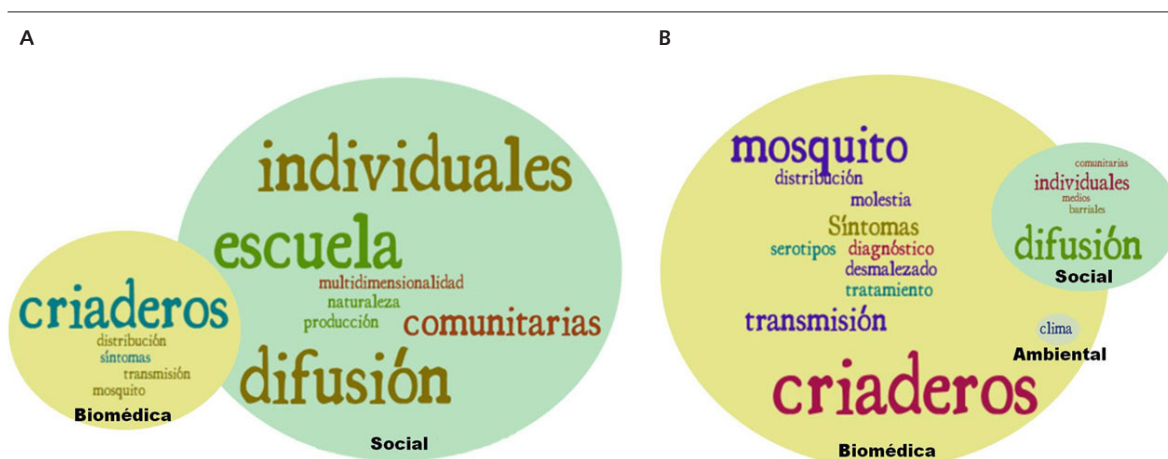 A
individuales
escuela
multidimensionalidad
naturaleza
producción
comunitarias
difusión
Social
criaderos
distribución
síntomas
transmisión
mosquito
Biomédica
B
mosquito
distribución
molestia
Síntomas
serotipos diagnóstico
desmalezado
tratamiento
transmisión
criaderos
Biomédica
comunitarias
individuales
medios
barriales
difusión
Social
clima
Ambiental